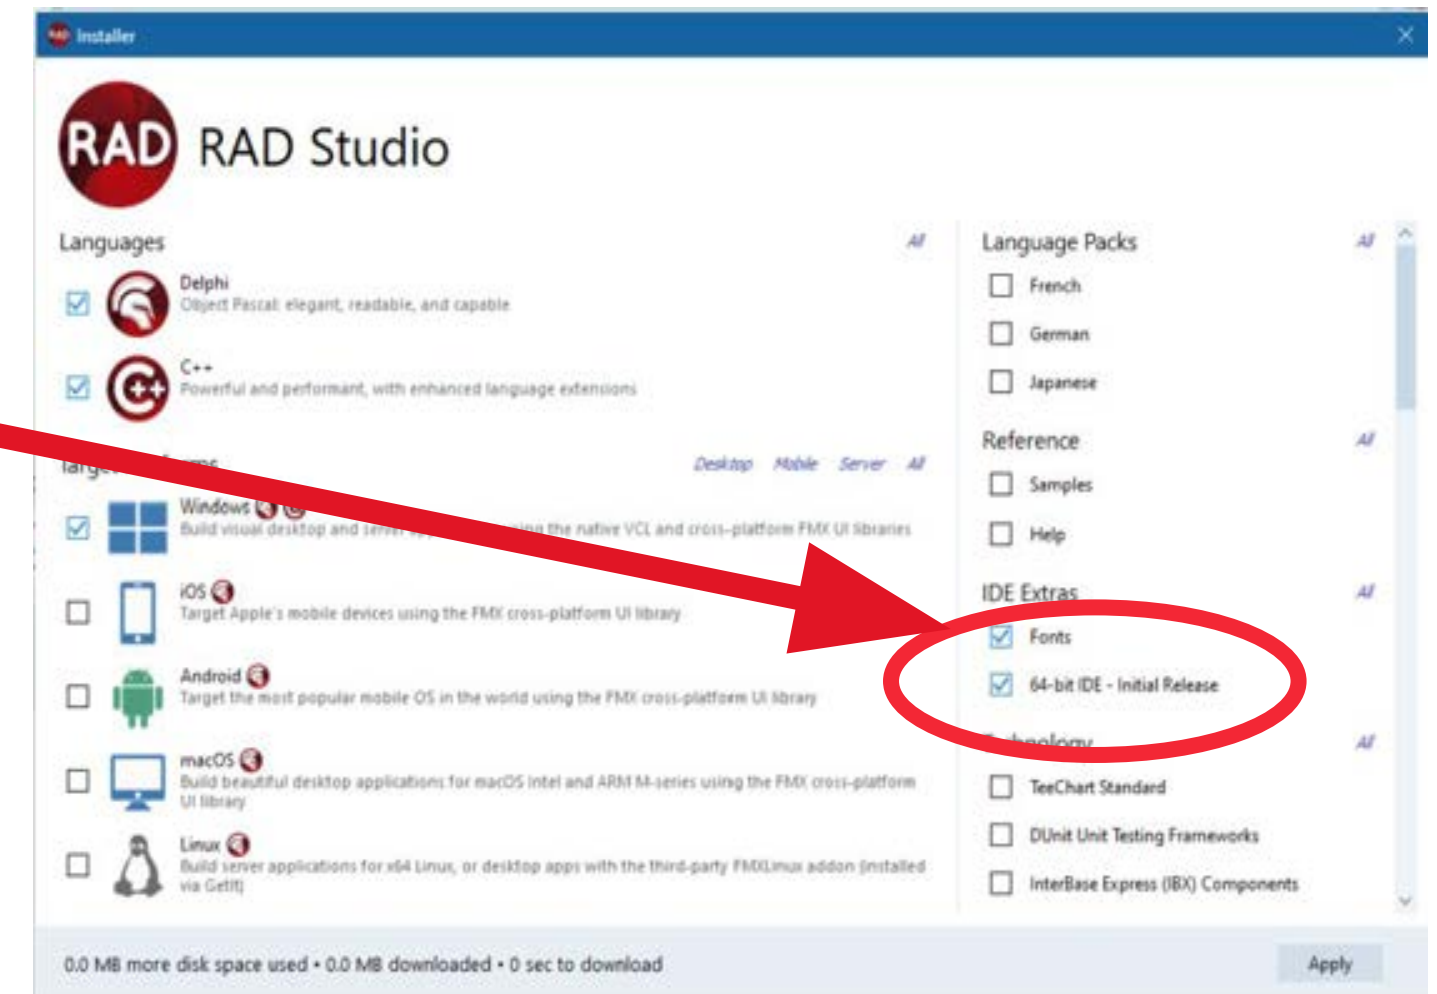 Installer
RAD RAD Studio
Languages All
Delphi
Object Pascal: elegant, readable, and capable
C++
Powerful and performant, with enhanced language extensions
Desktop Mobile Server All
Windows
Build visual desktop and server using the native VCL and cross-platform FMX UI libraries
iOS
Target Apple's mobile devices using the FMX cross-platform UI library
Android
Target the most popular mobile OS in the world using the FMX cross-platform UI library
macOS
Build beautiful desktop applications for macOS Intel and ARM M-series using the FMX cross-platform
UI library
Linux
Build server applications for x64 Linux, or desktop apps with the third-party FMXLinux addon (installed
via GetIt)
Language Packs All
French
German
Japanese
Reference All
Samples
Help
IDE Extras All
Fonts
64-bit IDE - Initial Release
Technology All
TeeChart Standard
DUnit Unit Testing Frameworks
InterBase Express (IBX) Components
0.0 MB more disk space used • 0.0 MB downloaded • 0 sec to download
Apply